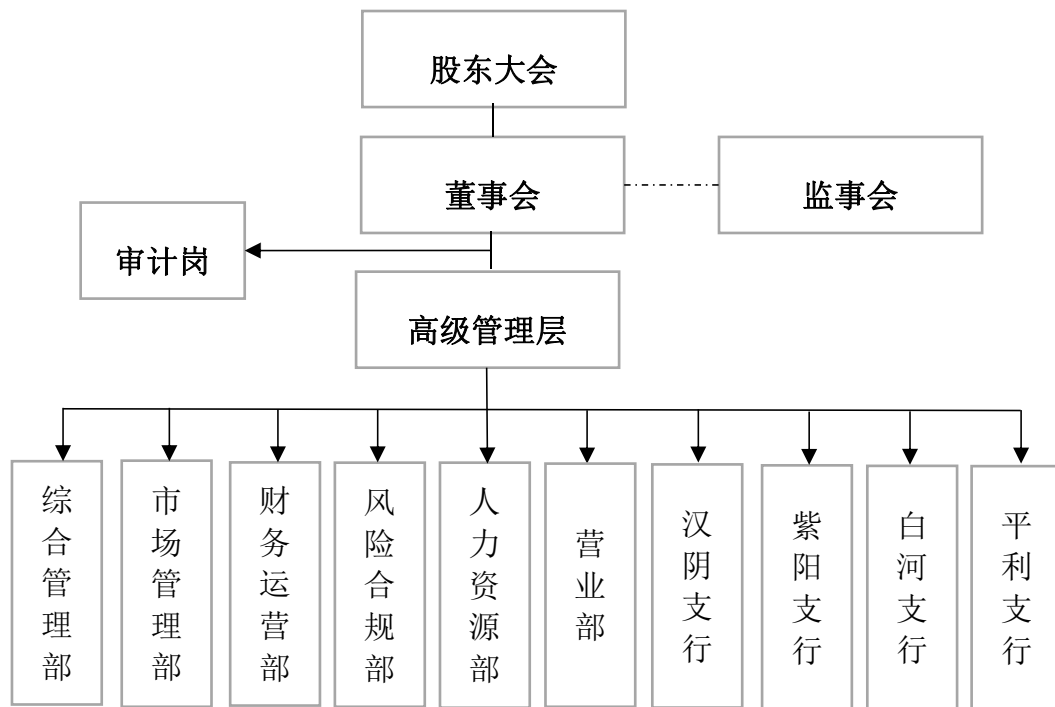 股东大会
董事会
监事会
审计岗
高级管理层
综合管理部
市场管理部
财务运营部
风险合规部
人力资源部
营业部
汉阴支行
紫阳支行
白河支行
平利支行